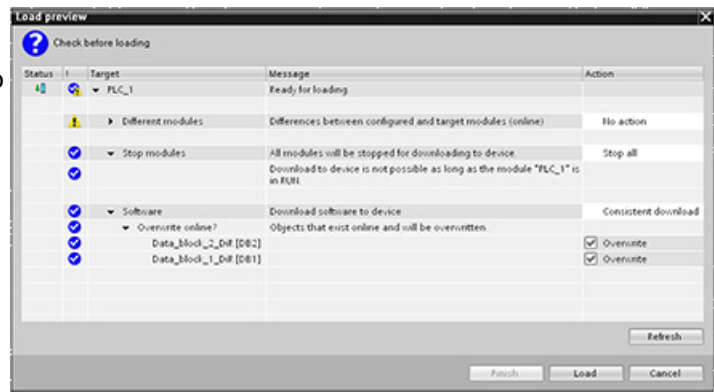 Load preview
Check before loading
Status ! Target Message Action
PLC_1 Ready for loading.
Different modules Differences between configured and target modules (online) No action
Stop modules All modules will be stopped for downloading to device. Stop all
Download to device is not possible as long as the module "PLC_1" is
in RUN.
Software Download software to device Consistent download
Overwrite online? Objects that exist online and will be overwritten.
Data_block_2_DiR [DB2] Overwrite
Data_block_1_DiR [DB1] Overwrite
Refresh
Finish Load Cancel